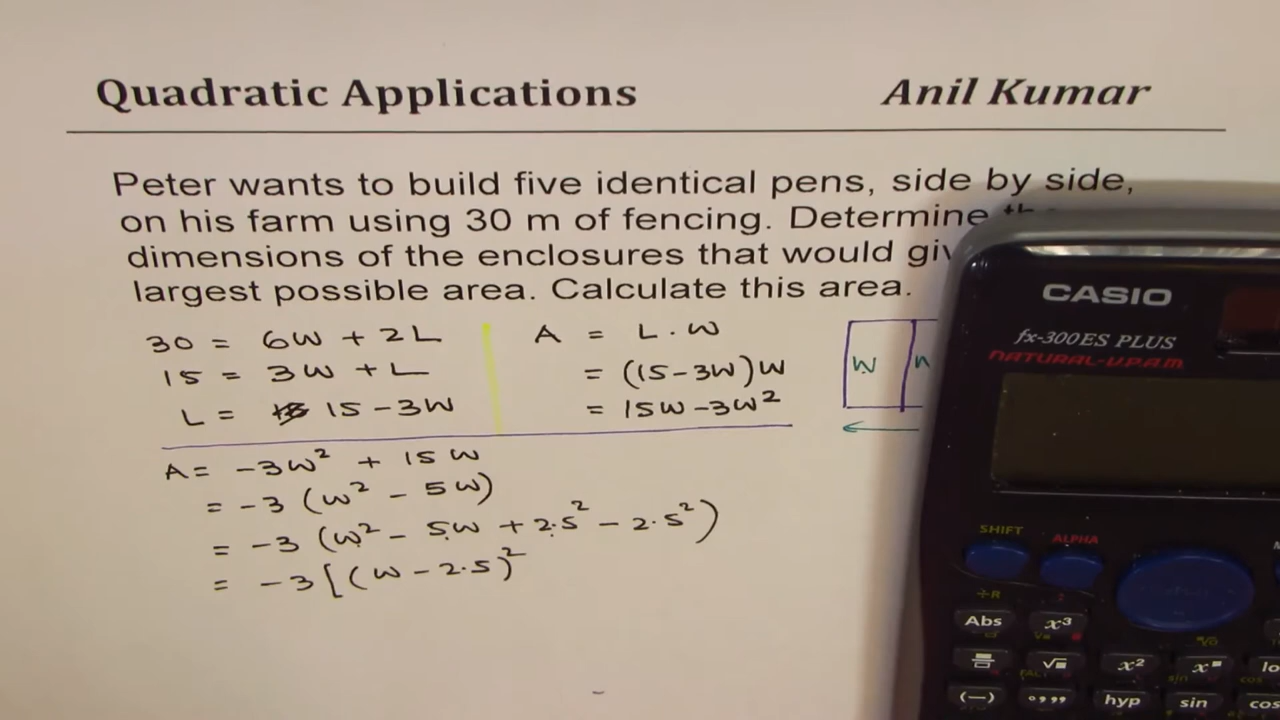 Quadratic Applications Anil Kumar
Peter wants to build five identical pens, side by side,
on his farm using 30 m of fencing. Determine
dimensions of the enclosures that would
largest possible area. Calculate this area.
30 = 6W + 2L
15 = 3W + L
L = 15 - 3W
A = L . W
= (15-3W)W
= 15W - 3W²
W
A = -3W² + 15 W
= -3 (W² - 5W)
= -3 (W² - 5W + 2.5² - 2.5²)
= -3 [(W - 2.5)²
CASIO
fx-300ES PLUS
NATURAL-V.P.A.M.
SHIFT ALPHA
÷R
Abs x³
√ x²
(−) hyp sin cos